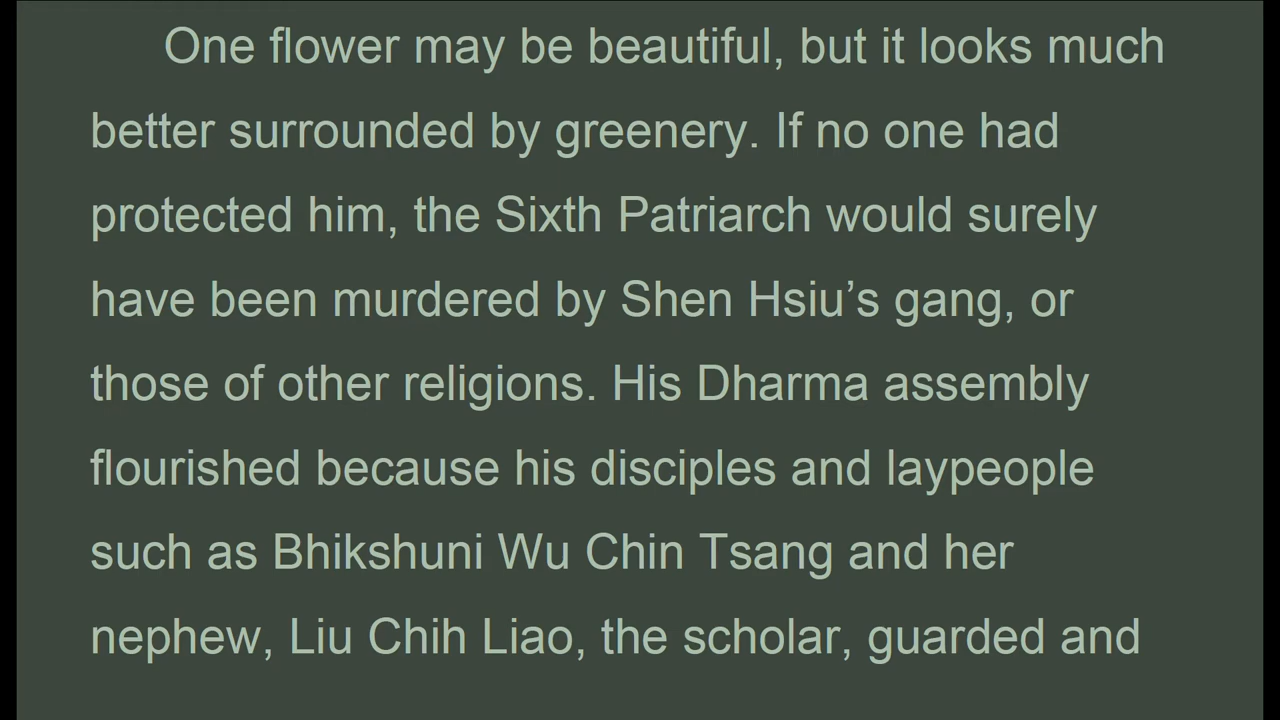 One flower may be beautiful, but it looks much
better surrounded by greenery. If no one had
protected him, the Sixth Patriarch would surely
have been murdered by Shen Hsiu’s gang, or
those of other religions. His Dharma assembly
flourished because his disciples and laypeople
such as Bhikshuni Wu Chin Tsang and her
nephew, Liu Chih Liao, the scholar, guarded and